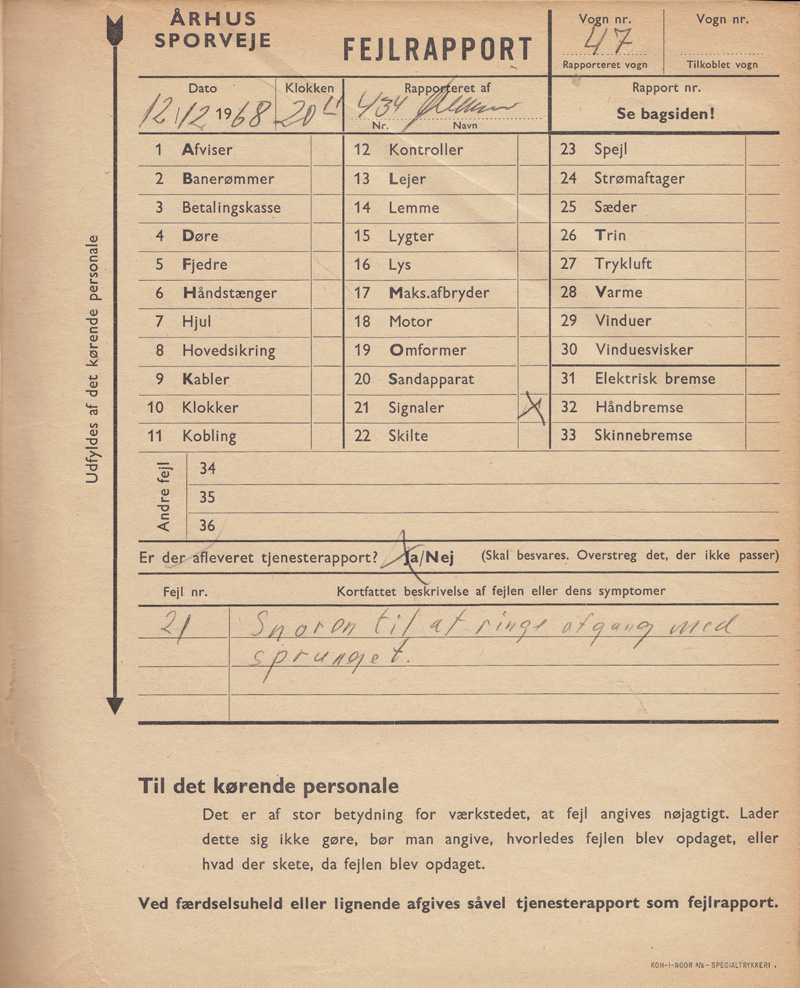 ÅRHUS
SPORVEJE
FEJLRAPPORT
Vogn nr.
47
Rapporteret vogn
Vogn nr.
Tilkoblet vogn
Dato
12/12 1968
Klokken
20
Rapporteret af
434
Nr.
Navn
Rapport nr.
Se bagsiden!
Udfyldes af det kørende personale
1 Afviser
2 Banerømmer
3 Betalingskasse
4 Døre
5 Fjedre
6 Håndstænger
7 Hjul
8 Hovedsikring
9 Kabler
10 Klokker
11 Kobling
12 Kontroller
13 Lejer
14 Lemme
15 Lygter
16 Lys
17 Maks.afbryder
18 Motor
19 Omformer
20 Sandapparat
21 Signaler X
22 Skilte
23 Spejl
24 Strømaftager
25 Sæder
26 Trin
27 Trykluft
28 Varme
29 Vinduer
30 Vinduesvisker
31 Elektrisk bremse
32 Håndbremse
33 Skinnebremse
Andre fejl
34
35
36
Er der afleveret tjenesterapport? Ja/Nej (Skal besvares. Overstreg det, der ikke passer)
Fejl nr. Kortfattet beskrivelse af fejlen eller dens symptomer
21 Snoren til at ringe afgang med
sprunget.
Til det kørende personale
Det er af stor betydning for værkstedet, at fejl angives nøjagtigt. Lader
dette sig ikke gøre, bør man angive, hvorledes fejlen blev opdaget, eller
hvad der skete, da fejlen blev opdaget.
Ved færdselsuheld eller lignende afgives såvel tjenesterapport som fejlrapport.
KOH-I-NOOR A/S - SPECIALTRYKKERI .